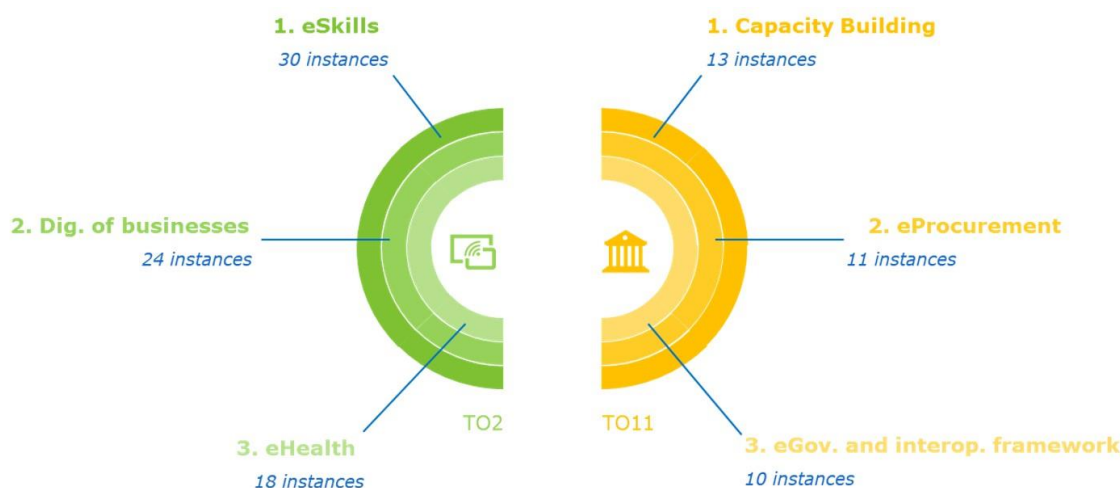 1. eSkills
30 instances
1. Capacity Building
13 instances
2. Dig. of businesses
24 instances
2. eProcurement
11 instances
TO2
TO11
3. eHealth
18 instances
3. eGov. and interop. framework
10 instances